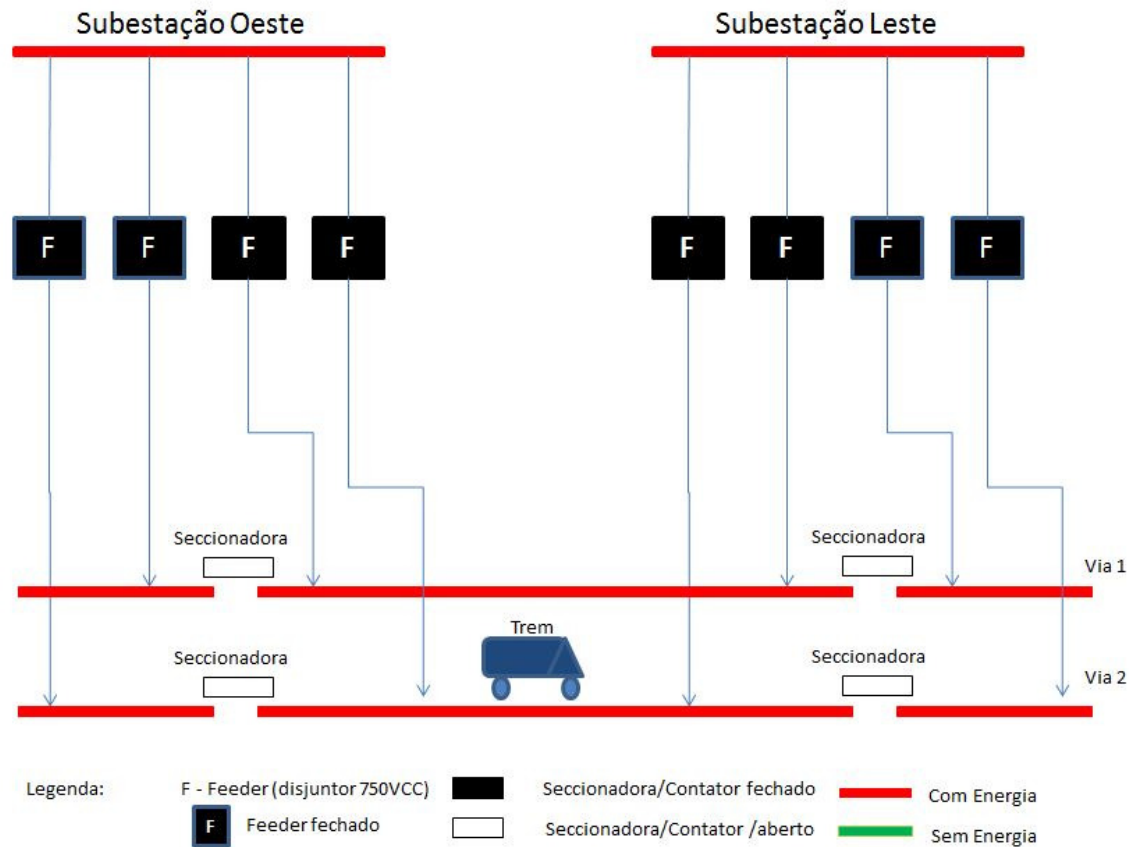 Subestação Oeste
Subestação Leste
F
F
F
F
F
F
F
F
Seccionadora
Seccionadora
Via 1
Trem
Seccionadora
Seccionadora
Via 2
Legenda:
F - Feeder (disjuntor 750VCC)
Seccionadora/Contator fechado
Com Energia
F
Feeder fechado
Seccionadora/Contator /aberto
Sem Energia